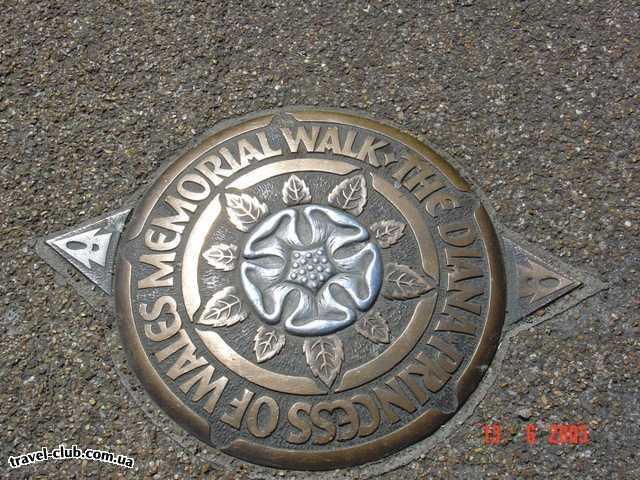 THE DIANA PRINCESS OF WALES MEMORIAL WALK
13 6 2005
travel-club.com.ua